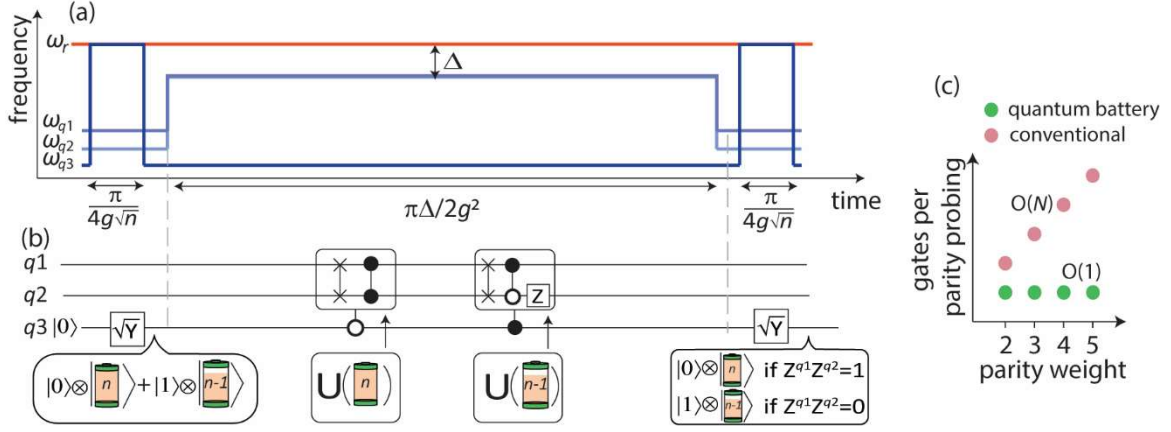 (a)
frequency
ω_r
Δ
ω_q1
ω_q2
ω_q3
π/4g√n
πΔ/2g²
π/4g√n
time
(b)
q1
q2
q3 |0⟩
√Y
Z
√Y
|0⟩⊗|n⟩+|1⟩⊗|n-1⟩
U(n)
U(n-1)
|0⟩⊗|n⟩ if Z^q1Z^q2=1
|1⟩⊗|n-1⟩ if Z^q1Z^q2=0
(c)
quantum battery
conventional
gates per
parity probing
O(N)
O(1)
2 3 4 5
parity weight